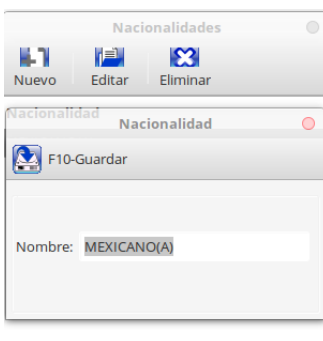 Nacionalidades
Nuevo Editar Eliminar
Nacionalidad
Nacionalidad
F10-Guardar
Nombre: MEXICANO(A)